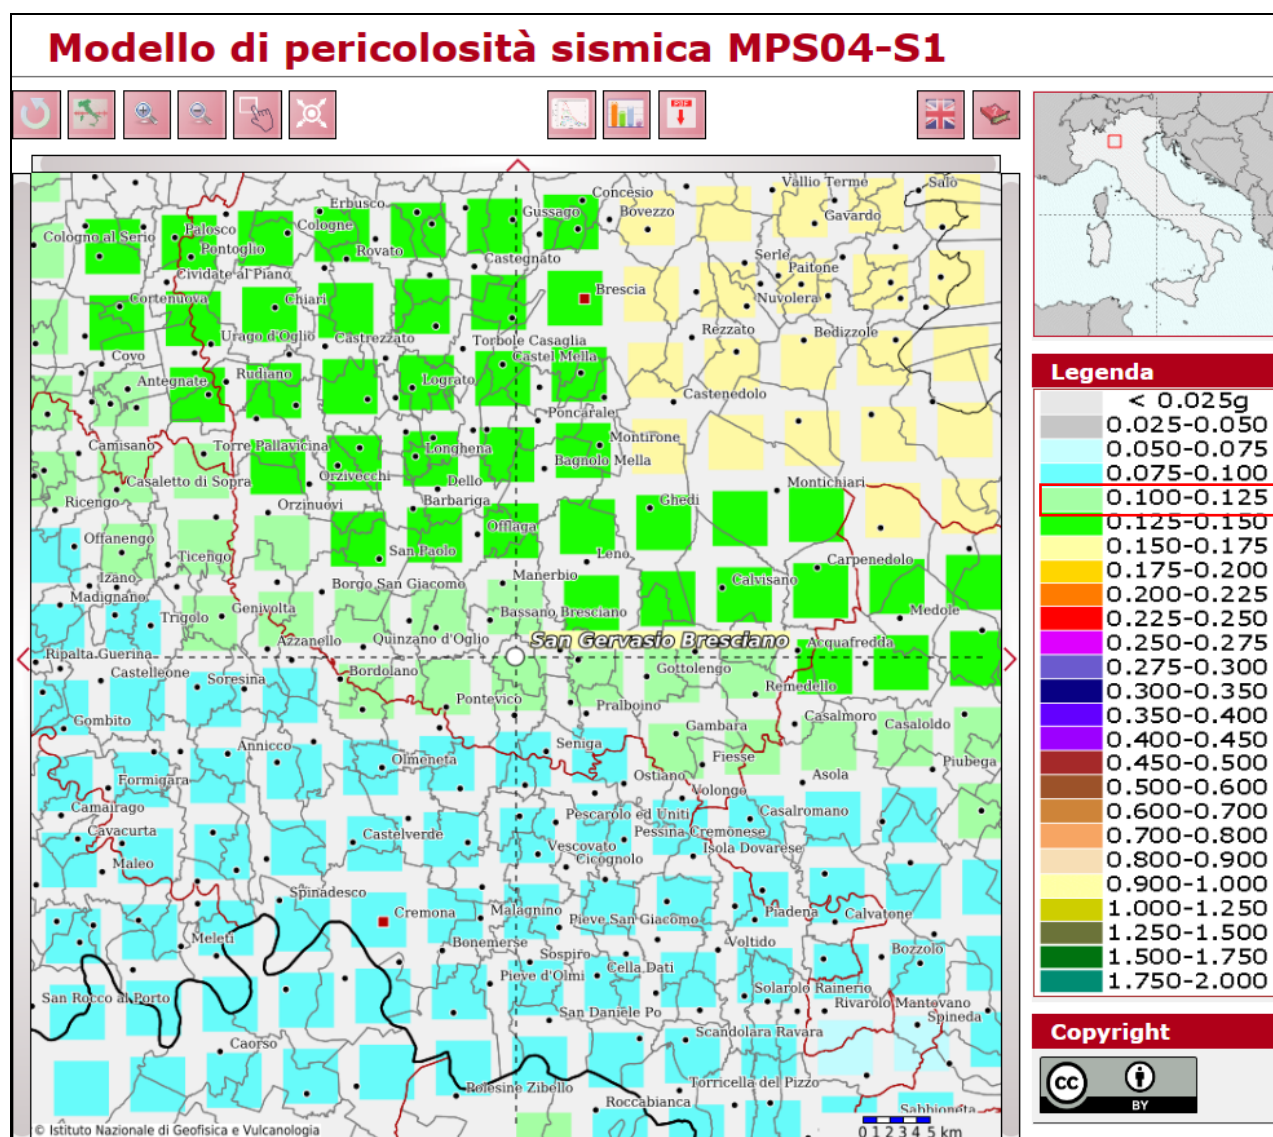 Modello di pericolosità sismica MPS04-S1
PDF
Concesio
Vallio Terme
Salò
Erbusco
Gussago
Bovezzo
Gavardo
Palosco
Cologne
Cologno al Serio
Pontoglio
Rovato
Castegnato
Serle
Paitone
Cividate al Piano
Brescia
Cortenuova
Chiari
Nuvolera
Urago d'Oglio
Castrezzato
Torbole Casaglia
Rezzato
Bedizzole
Covo
Castel Mella
Antegnate
Rudiano
Lograto
Castenedolo
Poncarale
Camisano
Torre Pallavicina
Longhena
Montirone
Bagnolo Mella
Casaletto di Sopra
Orzivecchi
Dello
Montichiari
Ricengo
Orzinuovi
Barbariga
Ghedi
Offlaga
Offanengo
Ticengo
San Paolo
Leno
Carpenedolo
Izano
Borgo San Giacomo
Manerbio
Calvisano
Madignano
Trigolo
Genivolta
Bassano Bresciano
Medole
Azzanello
Quinzano d'Oglio
San Gervasio Bresciano
Acquafredda
Ripalta Guerina
Castelleone
Soresina
Bordolano
Gottolengo
Remedello
Pontevico
Pralboino
Gombito
Gambara
Casalmoro
Casaloldo
Annicco
Olmeneta
Seniga
Fiesse
Piubega
Formigara
Ostiano
Asola
Camairago
Volongo
Pescarolo ed Uniti
Casalromano
Cavacurta
Castelverde
Pessina Cremonese
Vescovato
Isola Dovarese
Maleo
Cicognolo
Spinadesco
Cremona
Malagnino
Pieve San Giacomo
Piadena
Calvatone
Meleti
Bonemerse
Voltido
Bozzolo
Sospiro
Cella Dati
Pieve d'Olmi
San Rocco al Porto
Solarolo Rainerio
San Daniele Po
Rivarolo Mantovano
Spineda
Caorso
Scandolara Ravara
Polesine Zibello
Torricella del Pizzo
Roccabianca
Sabbioneta
© Istituto Nazionale di Geofisica e Vulcanologia
0 1 2 3 4 5 km
Legenda
< 0.025g
0.025-0.050
0.050-0.075
0.075-0.100
0.100-0.125
0.125-0.150
0.150-0.175
0.175-0.200
0.200-0.225
0.225-0.250
0.250-0.275
0.275-0.300
0.300-0.350
0.350-0.400
0.400-0.450
0.450-0.500
0.500-0.600
0.600-0.700
0.700-0.800
0.800-0.900
0.900-1.000
1.000-1.250
1.250-1.500
1.500-1.750
1.750-2.000
Copyright
cc
BY